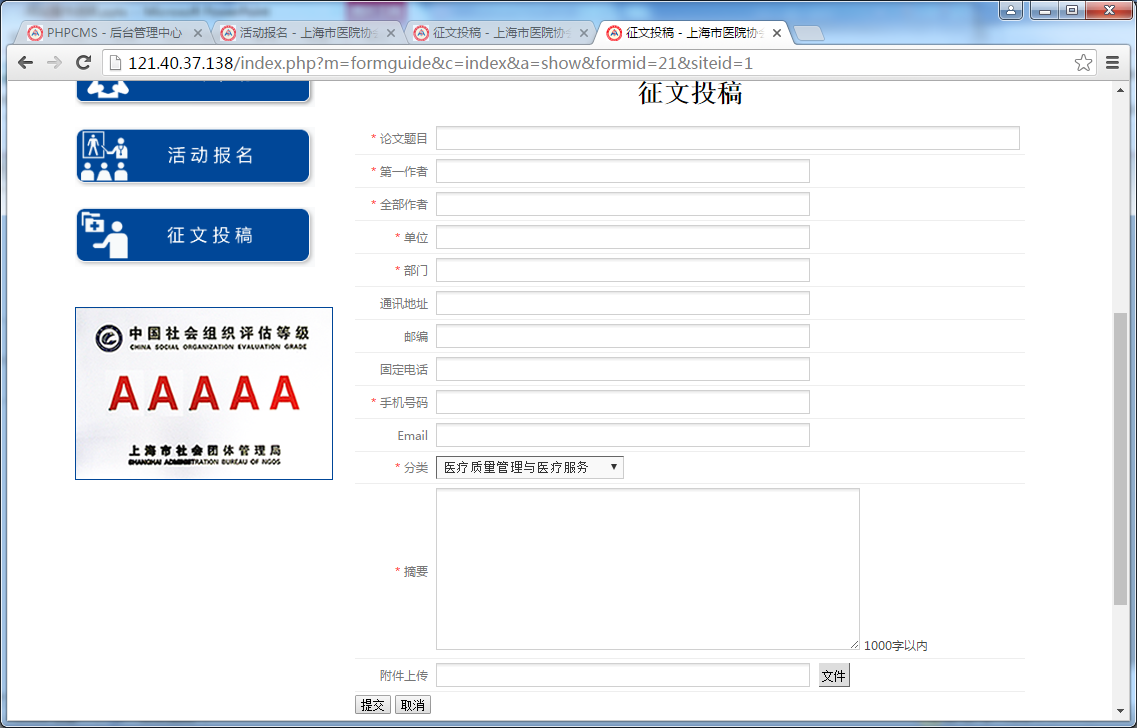 PHPCMS - 后台管理中心
活动报名 - 上海市医院协会
征文投稿 - 上海市医院协会
征文投稿 - 上海市医院协会
121.40.37.138/index.php?m=formguide&c=index&a=show&formid=21&siteid=1
活动报名
征文投稿
中国社会组织评估等级
CHINA SOCIAL ORGANIZATION EVALUATION GRADE
AAAAA
上海市社会团体管理局
SHANGHAI ADMINISTRATION BUREAU OF NGOS
征文投稿
* 论文题目
* 第一作者
* 全部作者
* 单位
* 部门
通讯地址
邮编
固定电话
* 手机号码
Email
* 分类 医疗质量管理与医疗服务
* 摘要
1000字以内
附件上传 文件
提交 取消